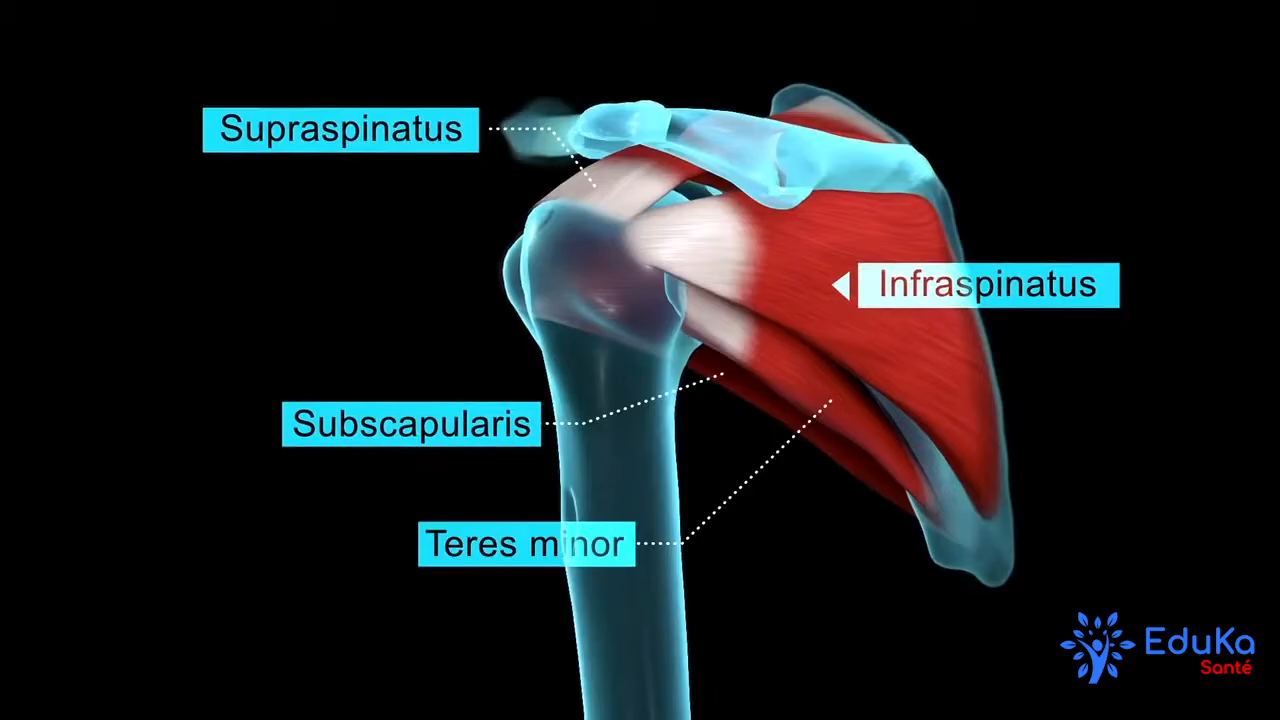 Supraspinatus
Infraspinatus
Subscapularis
Teres minor
EduKa
Santé